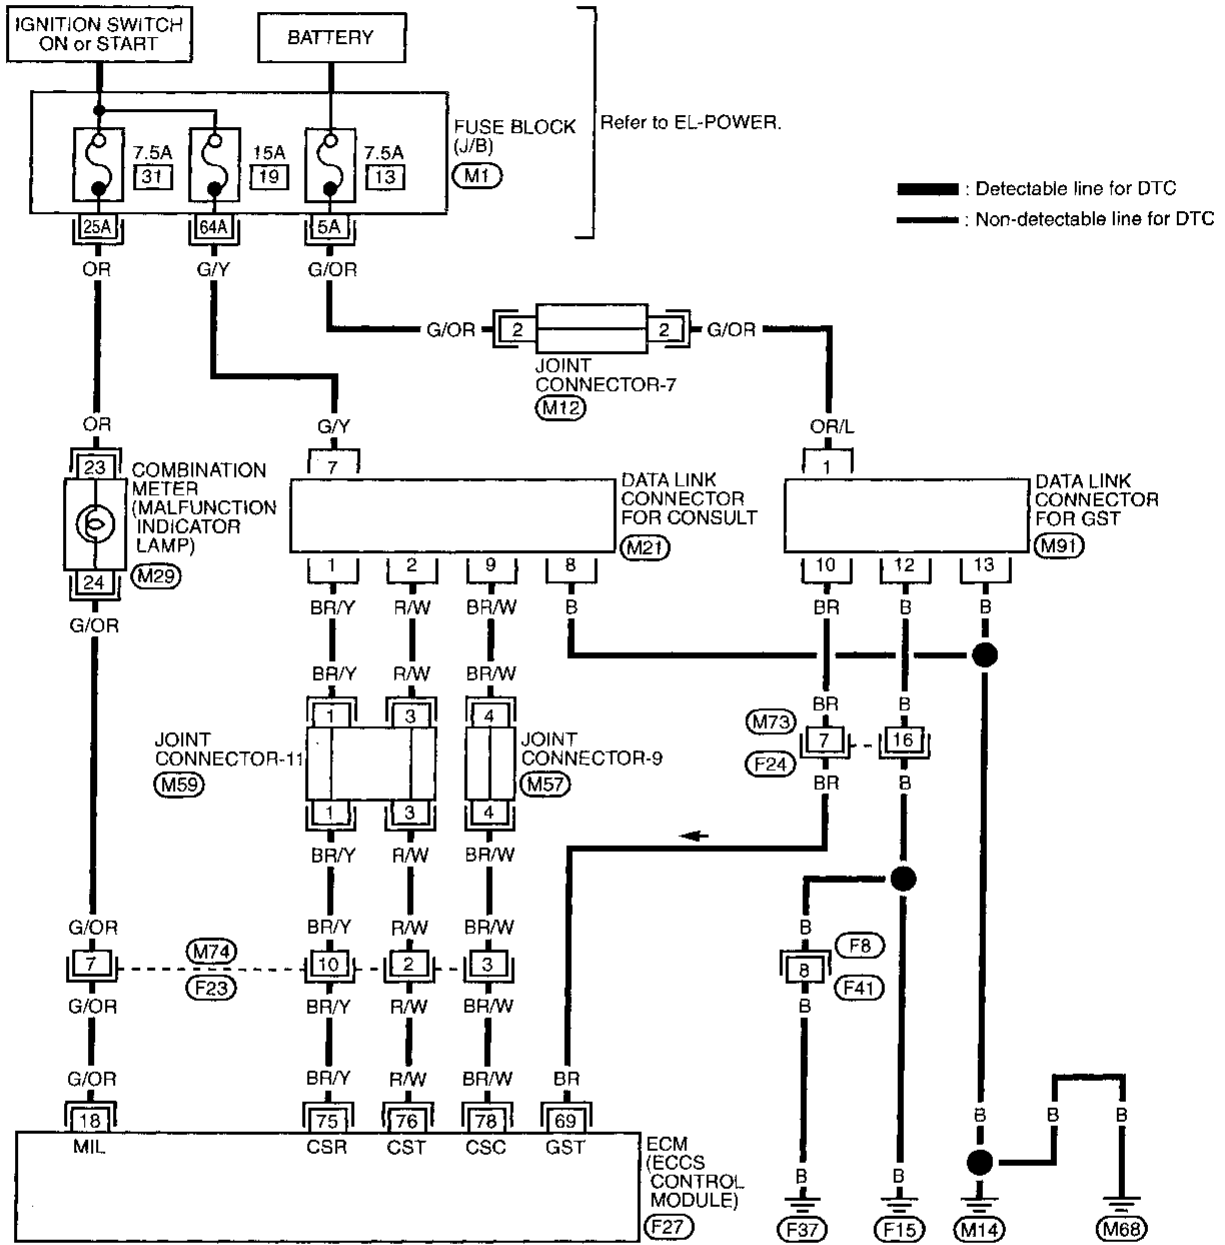 IGNITION SWITCH
ON or START
BATTERY
FUSE BLOCK
(J/B)
M1
Refer to EL-POWER.
7.5A
31
15A
19
7.5A
13
: Detectable line for DTC
: Non-detectable line for DTC
25A
64A
5A
OR
G/Y
G/OR
G/OR
2
2
G/OR
JOINT
CONNECTOR-7
M12
OR
G/Y
OR/L
23
7
1
COMBINATION
METER
(MALFUNCTION
INDICATOR
LAMP)
M29
DATA LINK
CONNECTOR
FOR CONSULT
M21
DATA LINK
CONNECTOR
FOR GST
M91
24
1
2
9
8
10
12
13
G/OR
BR/Y
R/W
BR/W
B
BR
B
B
BR/Y
R/W
BR/W
BR
B
1
3
4
M73
7
16
F24
JOINT
CONNECTOR-11
M59
JOINT
CONNECTOR-9
M57
1
3
4
BR
B
BR/Y
R/W
BR/W
G/OR
BR/Y
R/W
BR/W
B
7
M74
F23
10
2
3
8
F8
F41
G/OR
BR/Y
R/W
BR/W
B
G/OR
BR/Y
R/W
BR/W
BR
18
75
76
78
69
B
B
B
MIL
CSR
CST
CSC
GST
ECM
(ECCS
CONTROL
MODULE)
F27
B
B
F37
F15
M14
M68